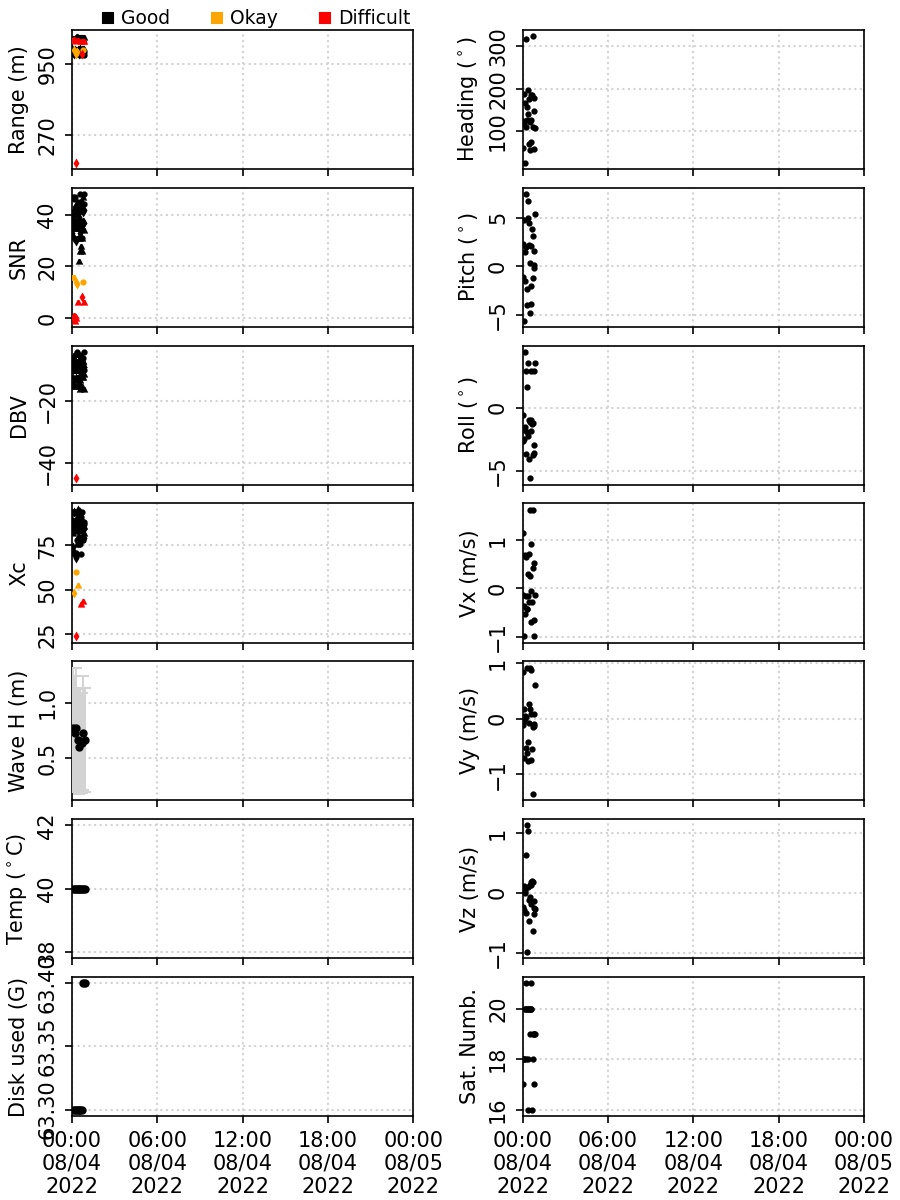 Good Okay Difficult
Range (m)
950
270
Heading (°)
300
200
100
SNR
40
20
0
Pitch (°)
5
0
−5
DBV
−20
−40
Roll (°)
0
−5
Xc
75
50
25
Vx (m/s)
1
0
−1
Wave H (m)
1.0
0.5
Vy (m/s)
1
0
−1
Temp (°C)
42
40
38
Vz (m/s)
1
0
−1
Disk used (G)
63.40
63.35
63.30
Sat. Numb.
20
18
16
00:00 06:00 12:00 18:00 00:00
08/04 08/04 08/04 08/04 08/05
2022 2022 2022 2022 2022
00:00 06:00 12:00 18:00 00:00
08/04 08/04 08/04 08/04 08/05
2022 2022 2022 2022 2022